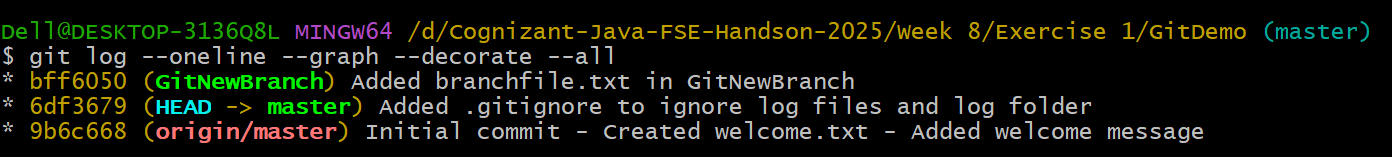 Dell@DESKTOP-3136Q8L MINGW64 /d/Cognizant-Java-FSE-Handson-2025/Week 8/Exercise 1/GitDemo (master)
$ git log --oneline --graph --decorate --all
* bff6050 (GitNewBranch) Added branchfile.txt in GitNewBranch
* 6df3679 (HEAD -> master) Added .gitignore to ignore log files and log folder
* 9b6c668 (origin/master) Initial commit - Created welcome.txt - Added welcome message